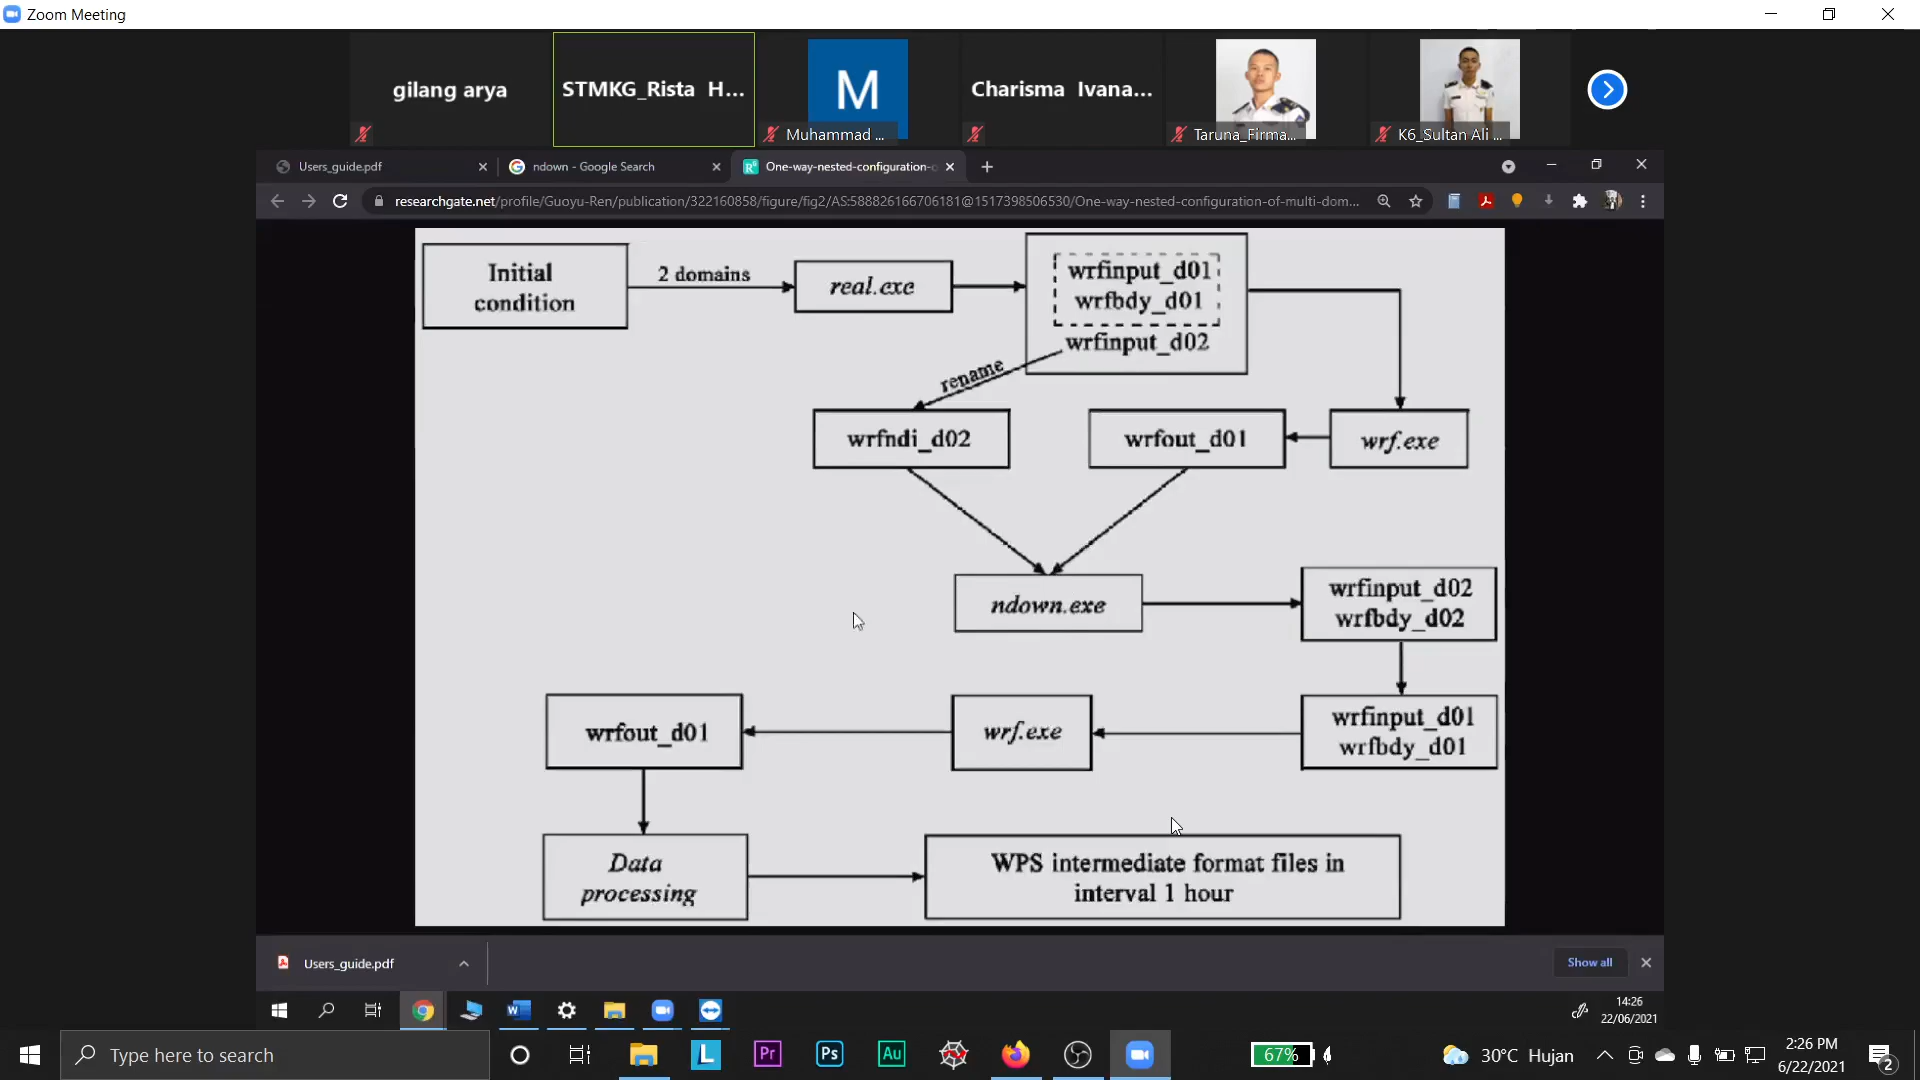 Zoom Meeting
gilang arya
STMKG_Rista H...
M
Muhammad ...
Charisma Ivana...
Taruna_Firma...
K6_Sultan Ali ...
Users_guide.pdf
ndown - Google Search
One-way-nested-configuration-o
researchgate.net/profile/Guoyu-Ren/publication/322160858/figure/fig2/AS:588826166706181@1517398506530/One-way-nested-configuration-of-multi-dom...
Initial
condition
2 domains
real.exe
wrfinput_d01
wrfbdy_d01
wrfinput_d02
rename
wrfndi_d02
wrfout_d01
wrf.exe
ndown.exe
wrfinput_d02
wrfbdy_d02
wrfout_d01
wrf.exe
wrfinput_d01
wrfbdy_d01
Data
processing
WPS intermediate format files in
interval 1 hour
Users_guide.pdf
Show all
14:26
22/06/2021
Type here to search
L
Pr
Ps
Au
67%
30°C Hujan
2:26 PM
6/22/2021
2